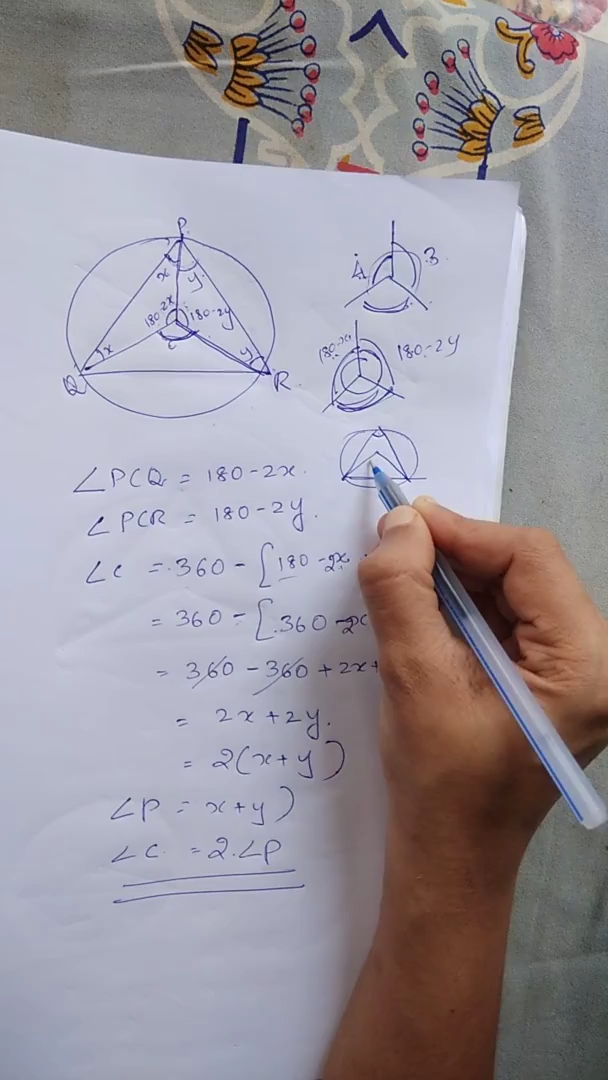 P
x y
180-2x 180-2y
C
x y
Q R
A B
180-2x 180-2y
∠PCQ = 180-2x.
∠PCR = 180-2y.
∠C = 360 - [180 -2x
= 360 - [360 -2x
= 360 - 360 + 2x+
= 2x+2y.
= 2(x+y)
∠P = x+y)
∠C. = 2.∠P